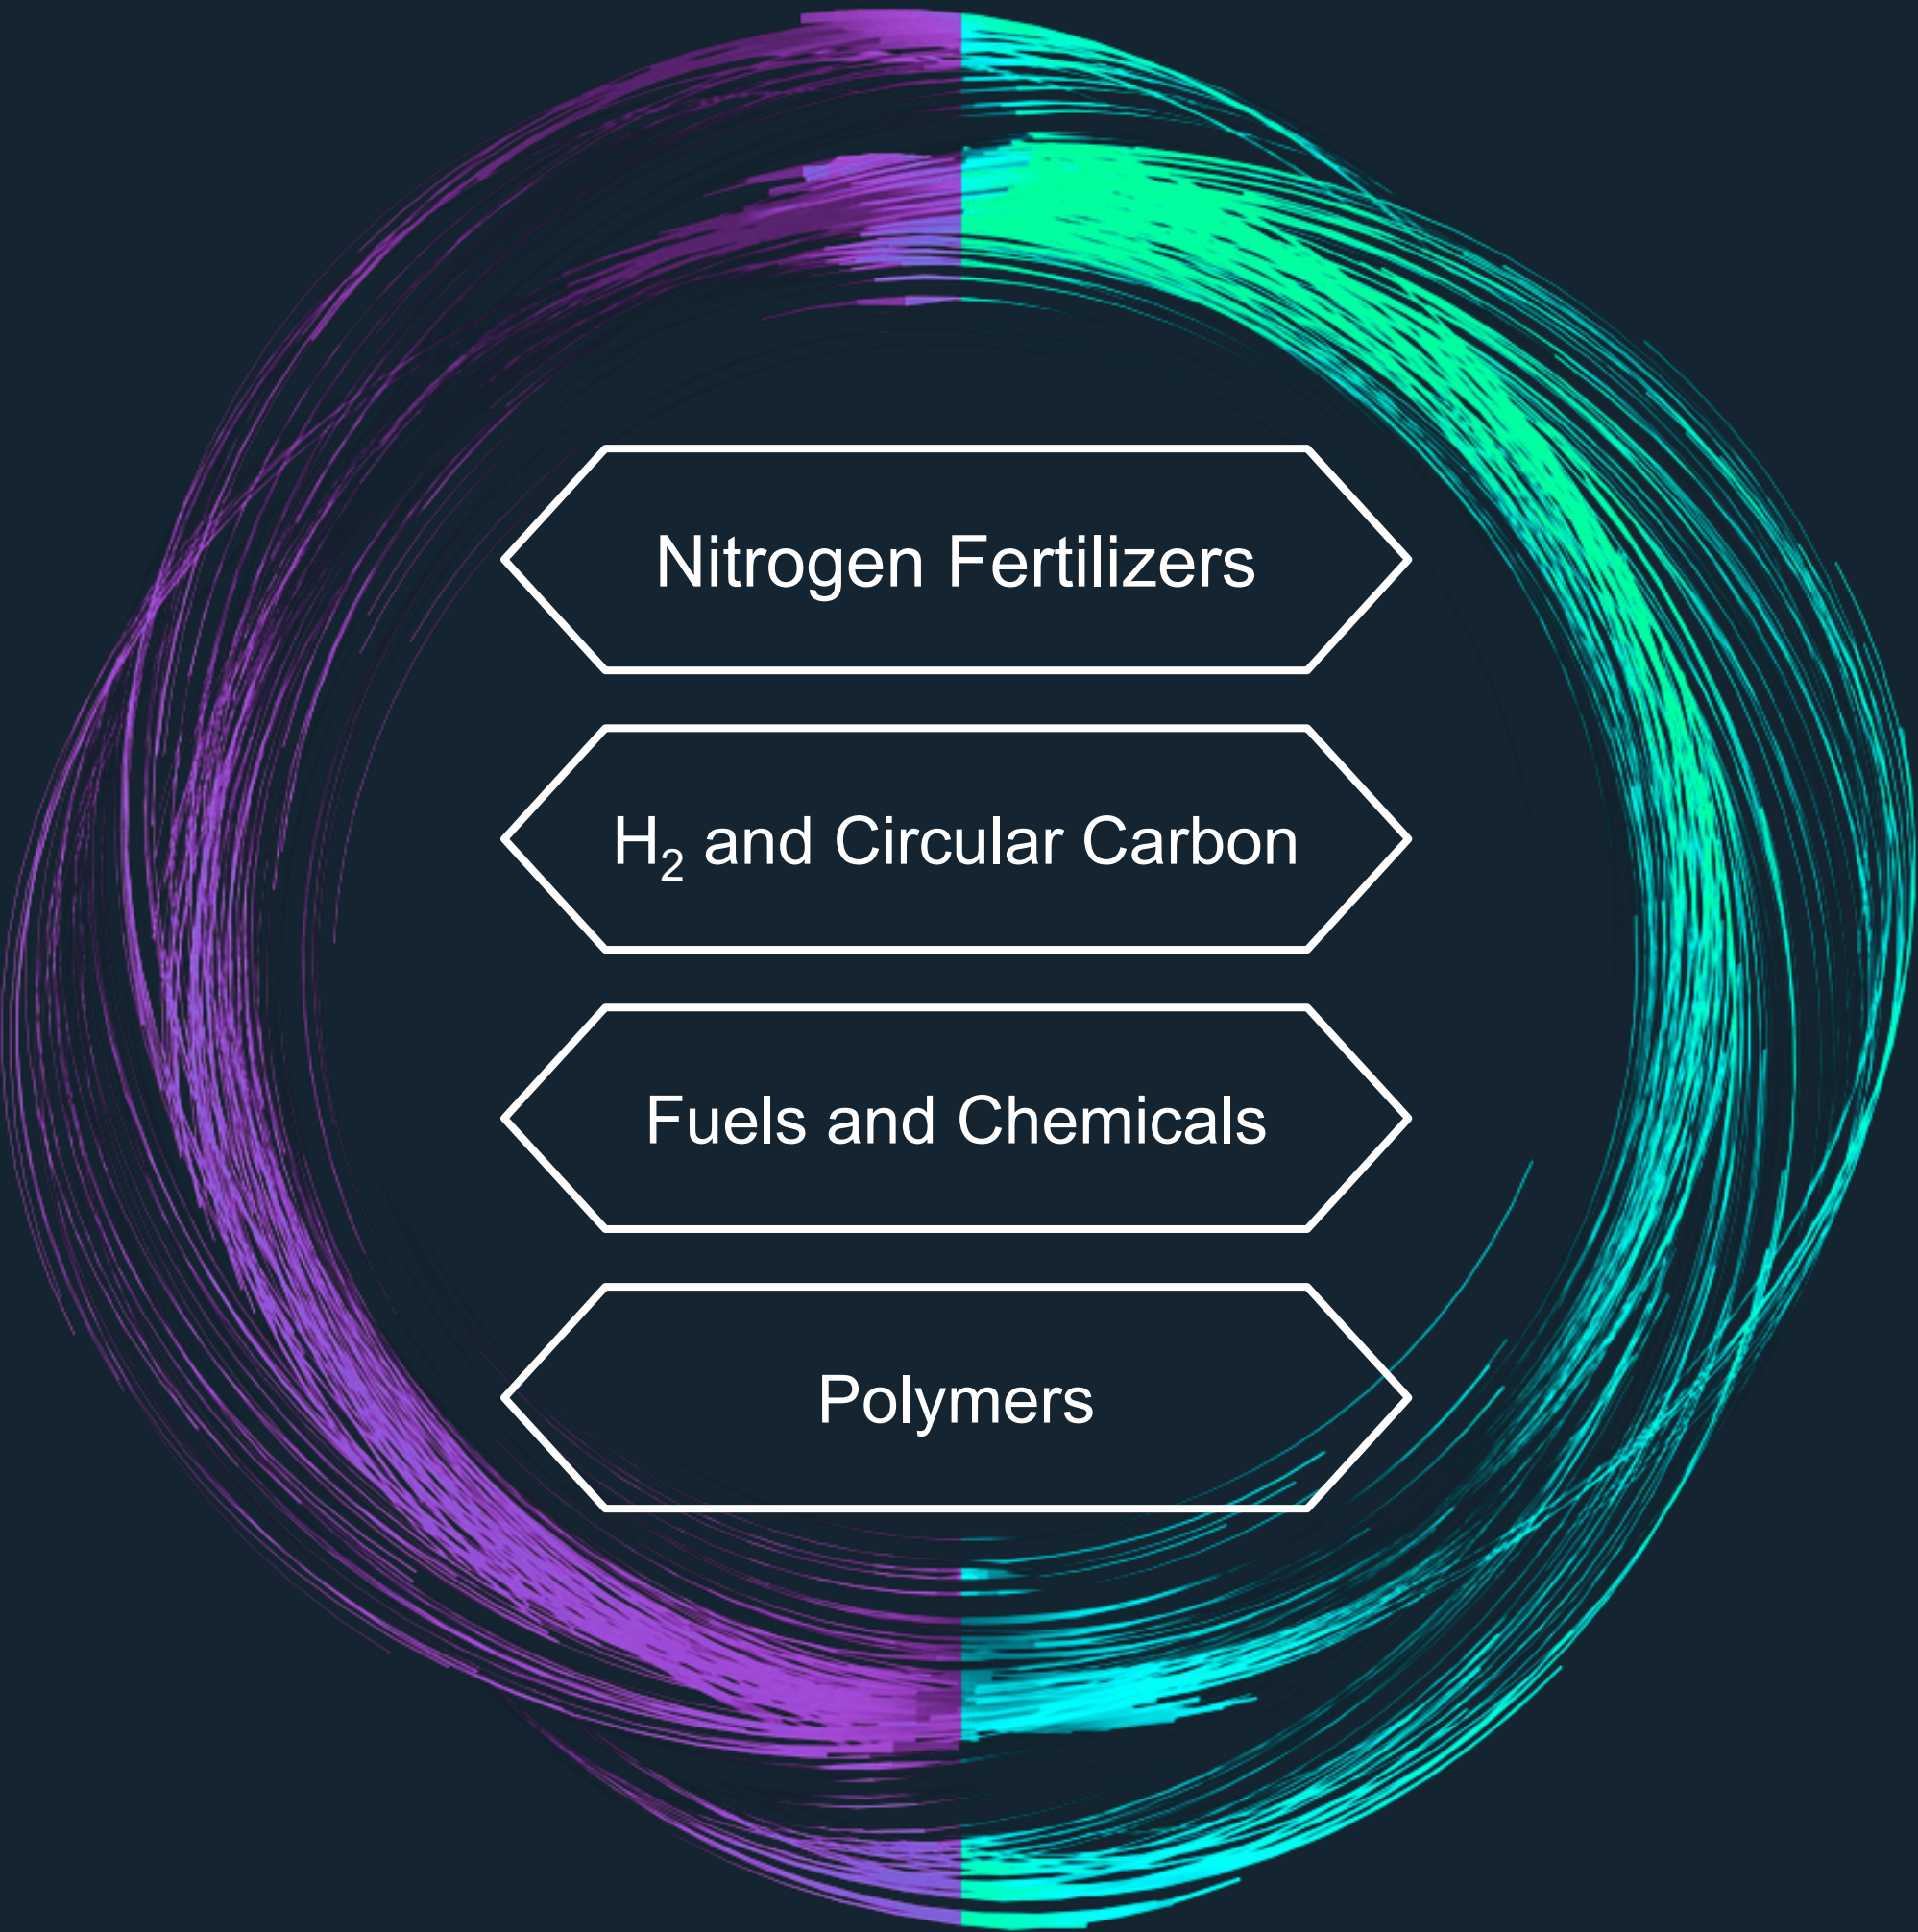 Nitrogen Fertilizers
H₂ and Circular Carbon
Fuels and Chemicals
Polymers